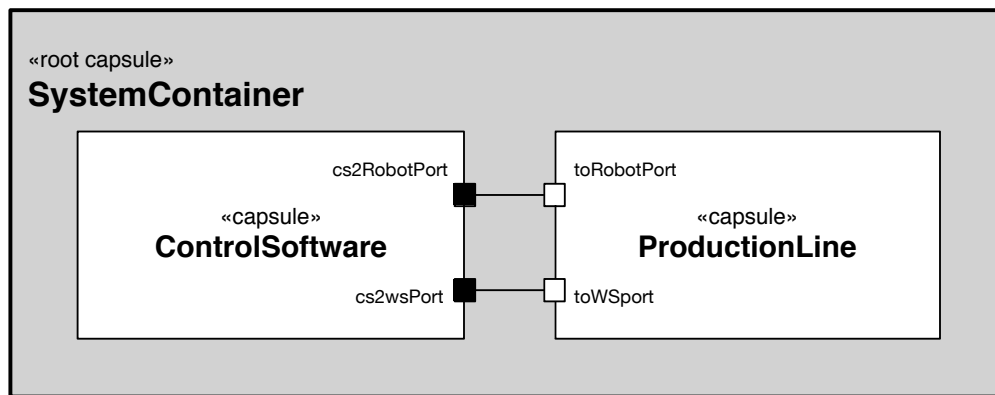 «root capsule»
SystemContainer
cs2RobotPort
toRobotPort
«capsule»
ControlSoftware
«capsule»
ProductionLine
cs2wsPort
toWSport